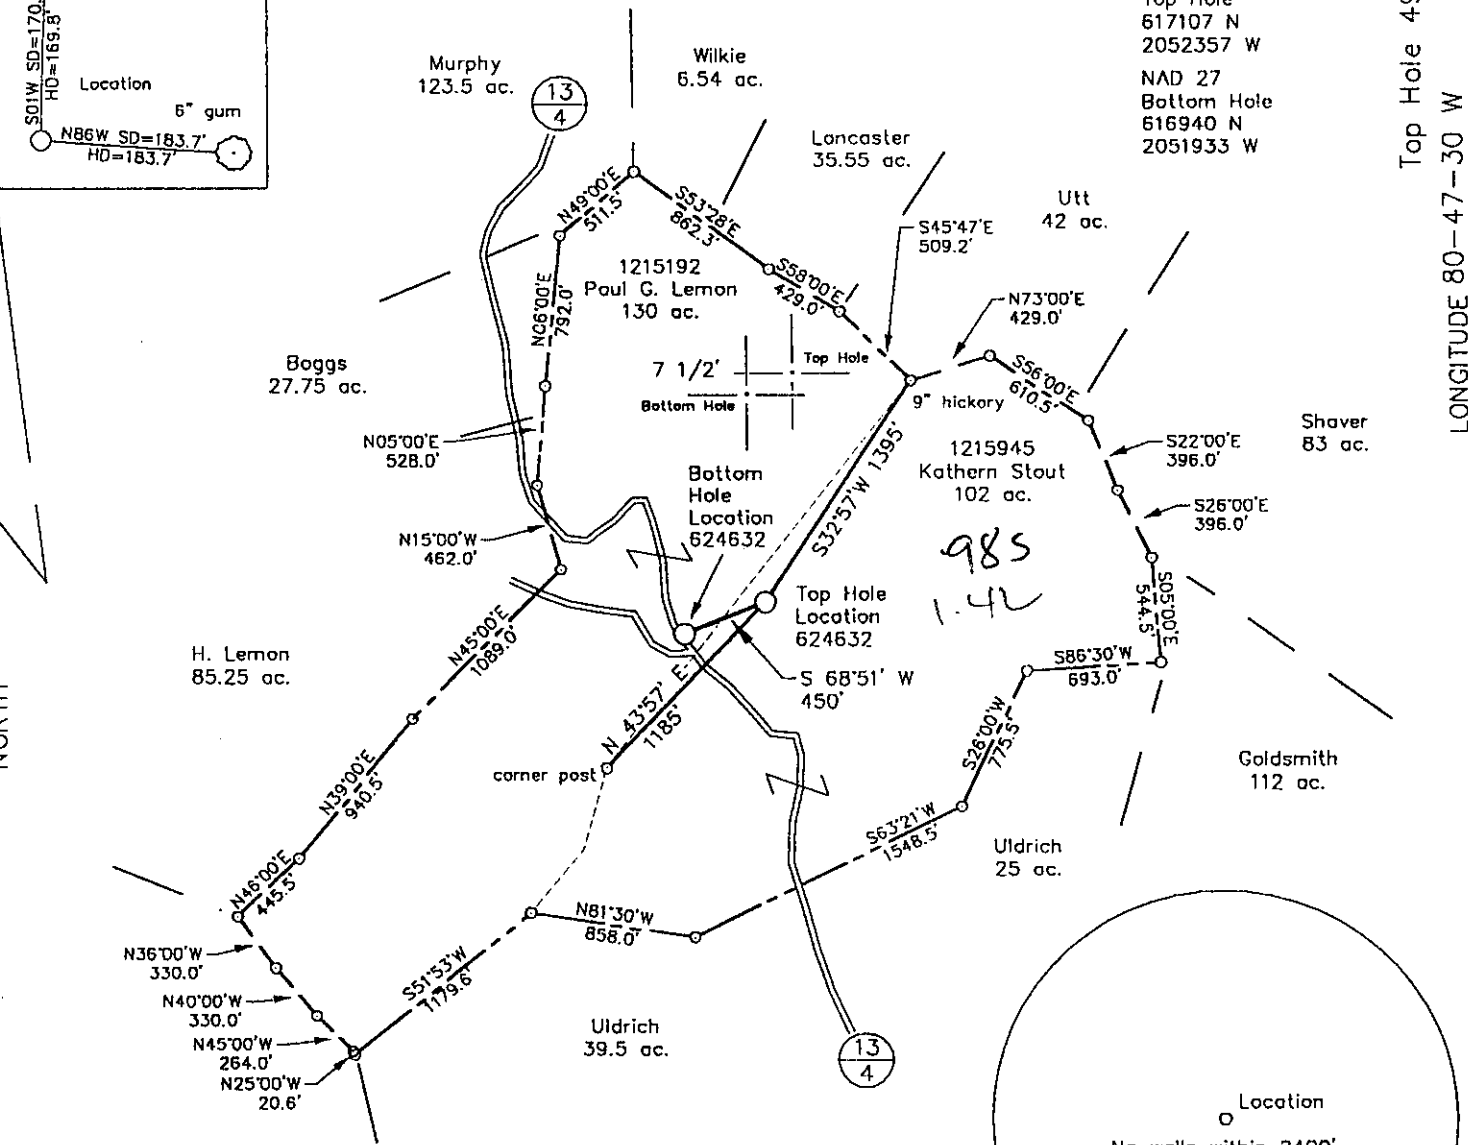 S01W SD=170.
HD=169.8'
Location
6" gum
N86W SD=183.7'
HD=183.7'
Murphy
123.5 ac.
13
4
Wilkie
6.54 ac.
Top Hole
617107 N
2052357 W
NAD 27
Bottom Hole
616940 N
2051933 W
Top Hole 49
LONGITUDE 80-47-30 W
Lancaster
35.55 ac.
Utt
42 ac.
N49°00'E
511.5'
S53°28'E
862.3'
S45°47'E
509.2'
1215192
Paul G. Lemon
130 ac.
S58°00'E
429.0'
N06°00'E
792.0'
N73°00'E
429.0'
Boggs
27.75 ac.
7 1/2'
Top Hole
Bottom Hole
S56°00'E
610.5'
9" hickory
Shaver
83 ac.
N05°00'E
528.0'
S22°00'E
396.0'
1215945
Kathern Stout
102 ac.
S32°57'W 1395'
Bottom
Hole
Location
624632
S26°00'E
396.0'
N15°00'W
462.0'
.98S
1.42
Top Hole
Location
624632
S05°00'E
544.5'
N45°00'E
1089.0'
H. Lemon
85.25 ac.
S86°30'W
693.0'
S 68°51' W
450'
NORTH
N 43°57' E
1185'
S26°00'W
775.5'
corner post
Goldsmith
112 ac.
N39°00'E
940.5'
S63°21'W
1548.5'
Uldrich
25 ac.
N46°00'E
445.5'
N81°30'W
858.0'
N36°00'W
330.0'
S51°53'W
1179.6'
N40°00'W
330.0'
Uldrich
39.5 ac.
N45°00'W
264.0'
N25°00'W
20.6'
13
4
Location
No wells within 2400'